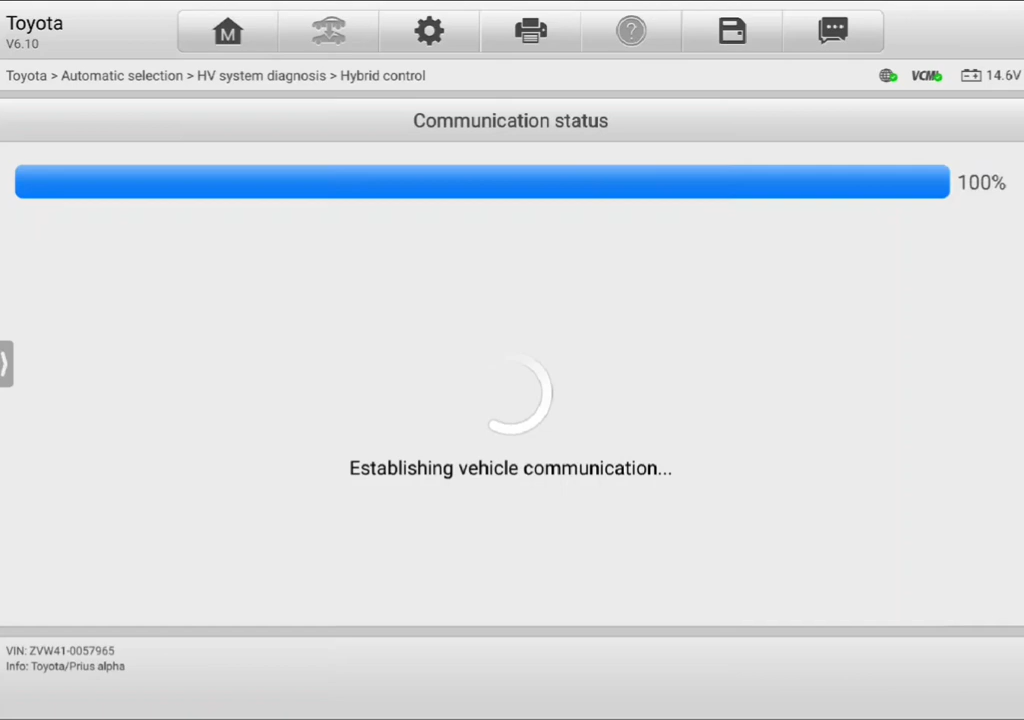 Toyota
V6.10
M
?
Toyota > Automatic selection > HV system diagnosis > Hybrid control
VCMI
14.6V
Communication status
100%
Establishing vehicle communication...
VIN: ZVW41-0057965
Info: Toyota/Prius alpha